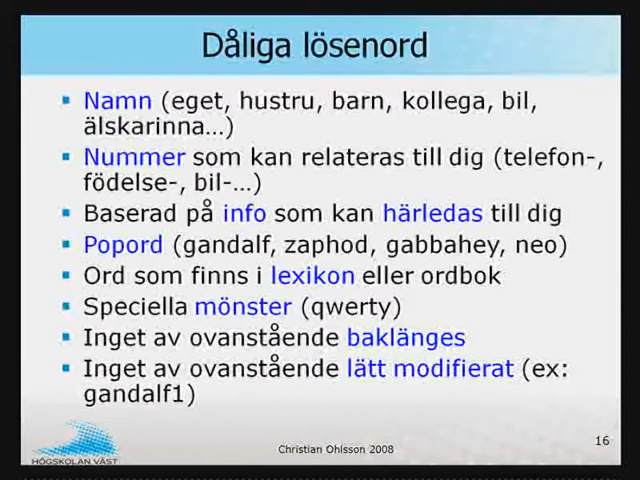 Dåliga lösenord
Namn (eget, hustru, barn, kollega, bil,
älskarinna…)
Nummer som kan relateras till dig (telefon-,
födelse-, bil-…)
Baserad på info som kan härledas till dig
Popord (gandalf, zaphod, gabbahey, neo)
Ord som finns i lexikon eller ordbok
Speciella mönster (qwerty)
Inget av ovanstående baklänges
Inget av ovanstående lätt modifierat (ex:
gandalf1)
HÖGSKOLAN VÄST
Christian Ohlsson 2008
16